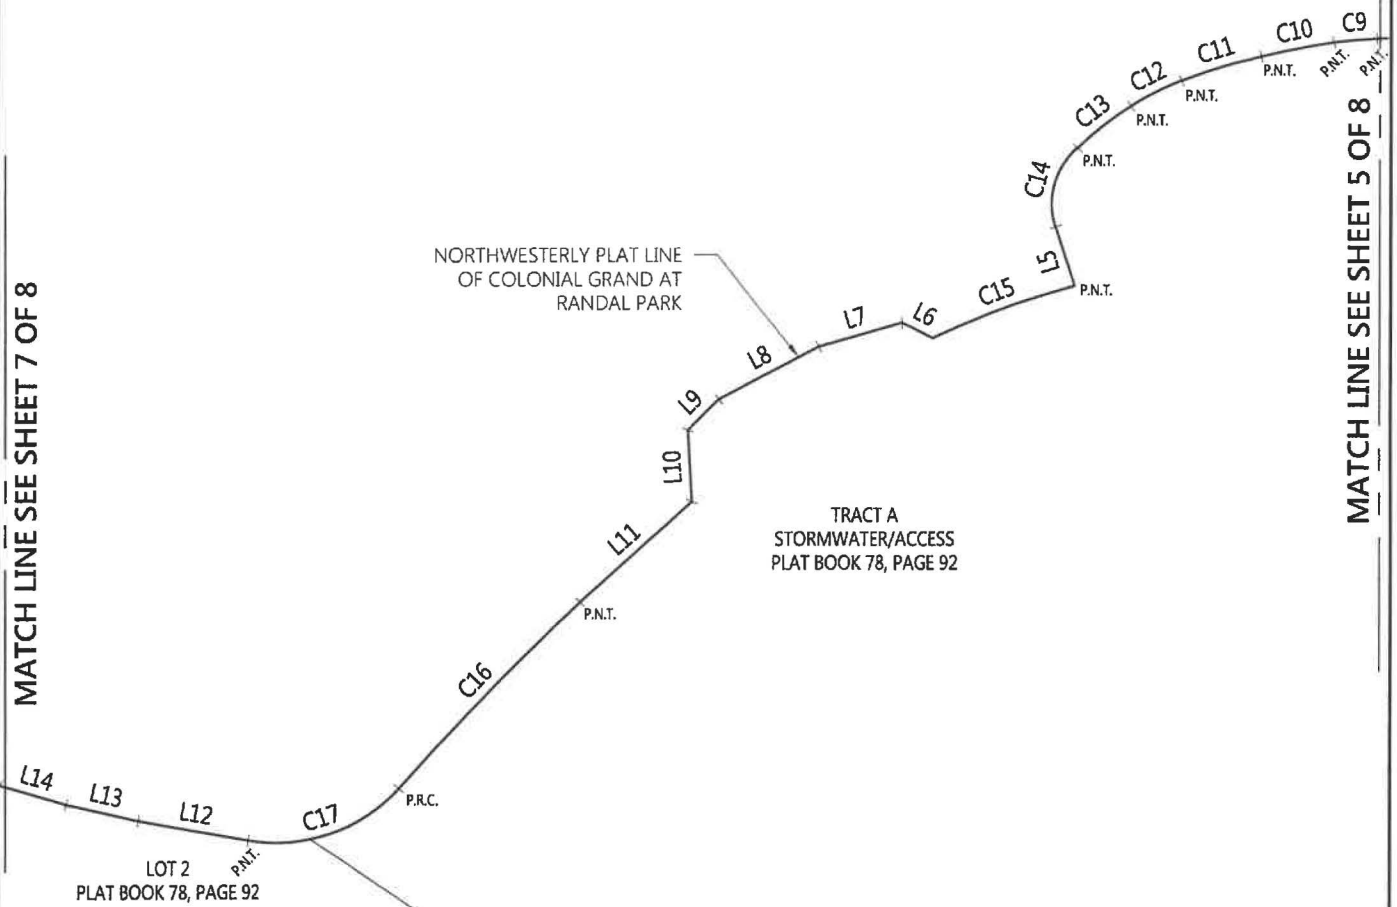 C9
C10
C11
C12
C13
C14
P.N.T.
P.N.T.
P.N.T.
P.N.T.
P.N.T.
P.N.T.
MATCH LINE SEE SHEET 5 OF 8
NORTHWESTERLY PLAT LINE
OF COLONIAL GRAND AT
RANDAL PARK
L5
P.N.T.
C15
L6
L7
L8
L9
L10
L11
MATCH LINE SEE SHEET 7 OF 8
TRACT A
STORMWATER/ACCESS
PLAT BOOK 78, PAGE 92
P.N.T.
C16
P.R.C.
L14
L13
L12
C17
P.N.T.
LOT 2
PLAT BOOK 78, PAGE 92